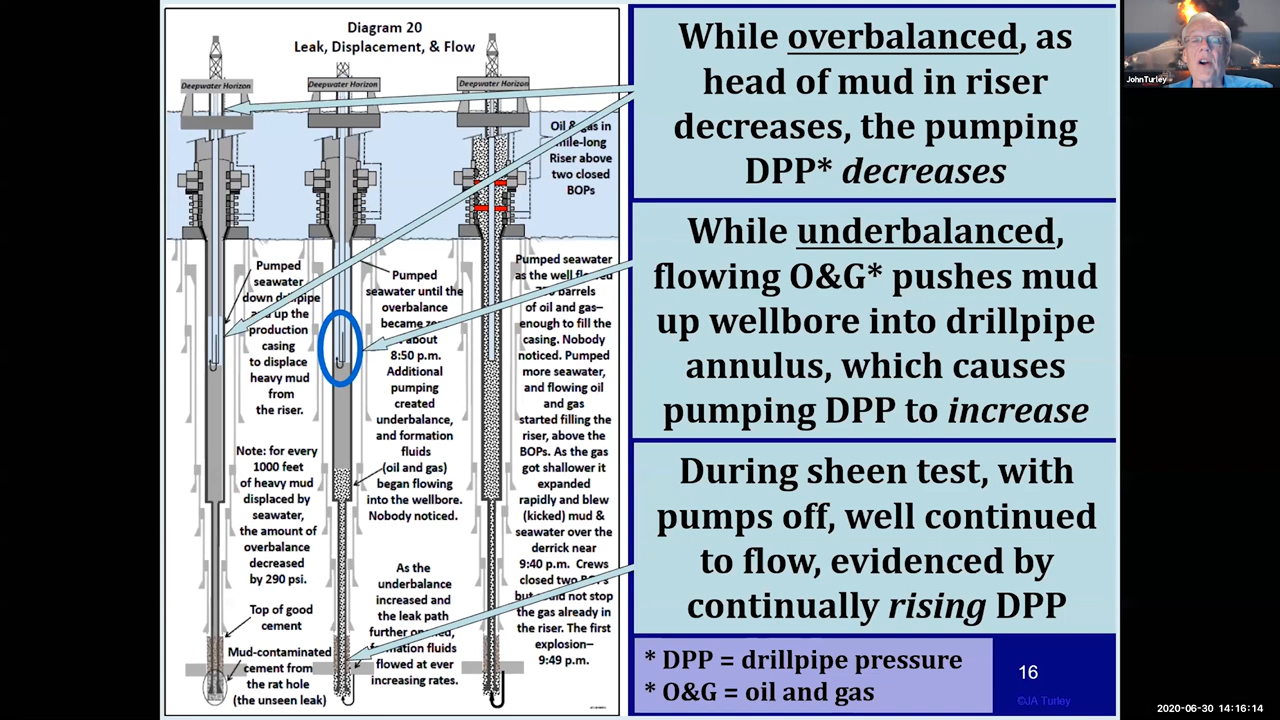 Diagram 20
Leak, Displacement, & Flow
Deepwater Horizon
Deepwater Horizon
Deepwater Horizon
Oil & gas in
mile-long
Riser above
two closed
BOPs
Pumped
seawater
down drillpipe
and up the
production
casing
to displace
heavy mud
from
the riser.
Note: for every
1000 feet
of heavy mud
displaced by
seawater,
the amount of
overbalance
decreased
by 290 psi.
Top of good
cement
Mud-contaminated
cement from
the rat hole
(the unseen leak)
Pumped
seawater until the
overbalance
became
about
8:50 p.m.
Additional
pumping
created
underbalance,
and formation
fluids
(oil and gas)
began flowing
into the wellbore.
Nobody noticed.
As the
underbalance
increased and
the leak path
further opened,
formation fluids
flowed at ever
increasing rates.
Pumped seawater
as the well flowed
barrels
of oil and gas–
enough to fill the
casing. Nobody
noticed. Pumped
more seawater,
and flowing oil
and gas
started filling the
riser, above the
BOPs. As the gas
got shallower it
expanded
rapidly and blew
(kicked) mud &
seawater over the
derrick near
9:40 p.m. Crews
closed two BOPs
but could not stop
the gas already in
the riser. The first
explosion–
9:49 p.m.
While overbalanced, as
head of mud in riser
decreases, the pumping
DPP* decreases
While underbalanced,
flowing O&G* pushes mud
up wellbore into drillpipe
annulus, which causes
pumping DPP to increase
During sheen test, with
pumps off, well continued
to flow, evidenced by
continually rising DPP
* DPP = drillpipe pressure
* O&G = oil and gas
16
©JA Turley
JohnTurley
2020-06-30 14:16:14